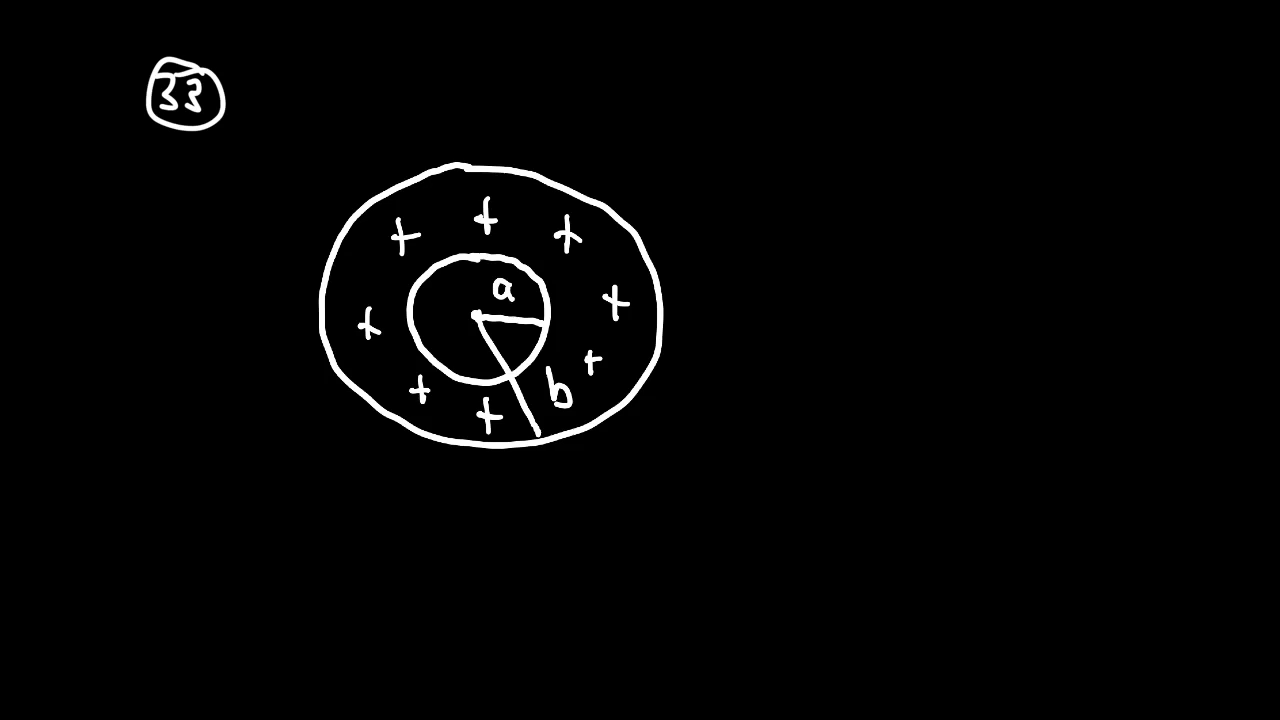 33
+ + +
a
+ +
+
b
+ +